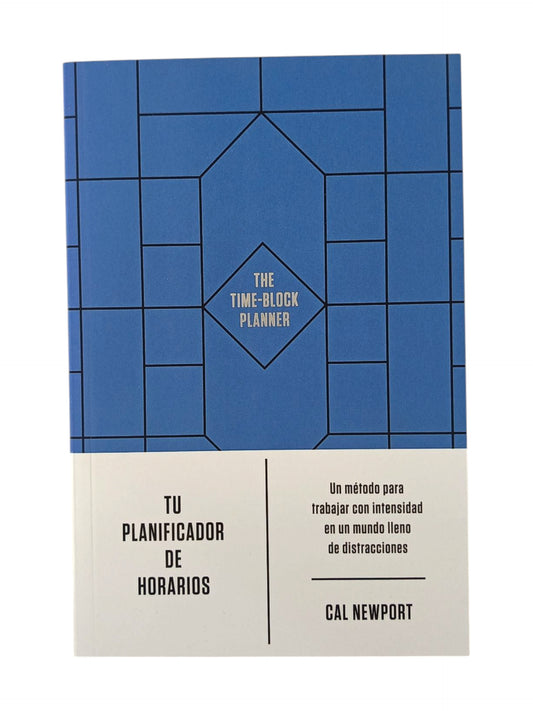 THE
TIME-BLOCK
PLANNER
TU
PLANIFICADOR
DE
HORARIOS
Un método para
trabajar con intensidad
en un mundo lleno
de distracciones
CAL NEWPORT